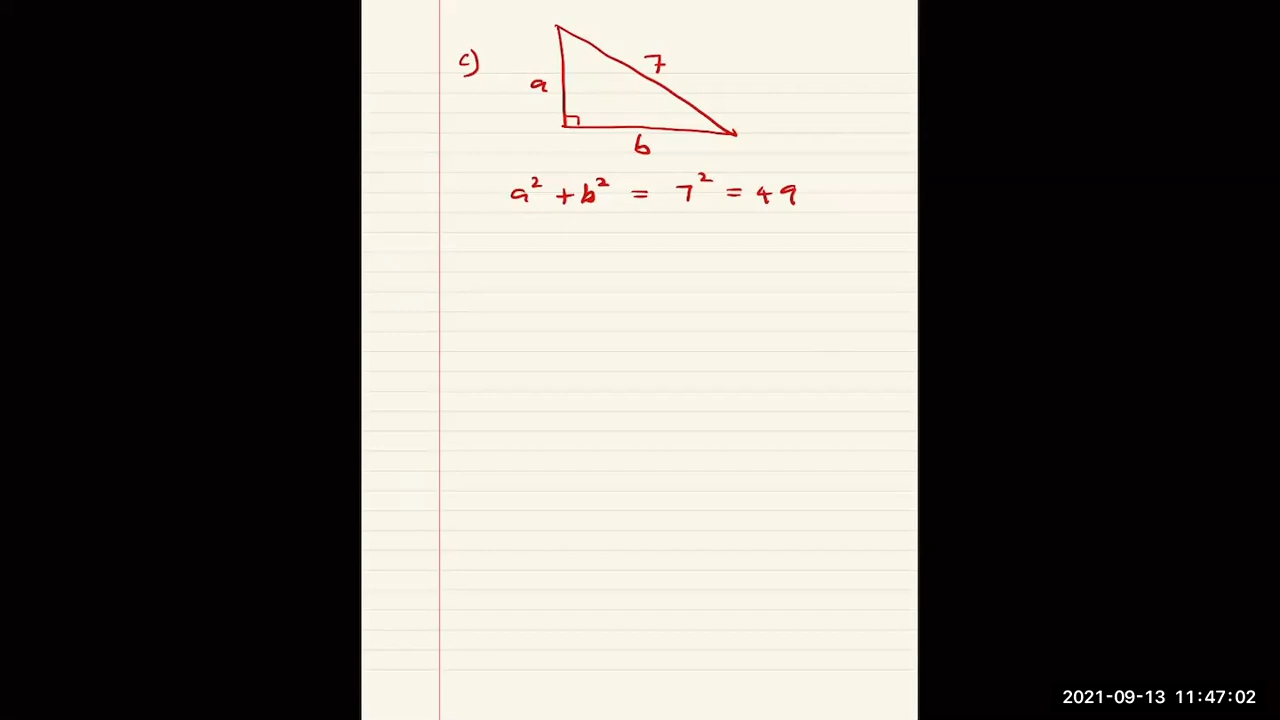 c)
7
a
b
a² + b² = 7² = 49
2021-09-13 11:47:02